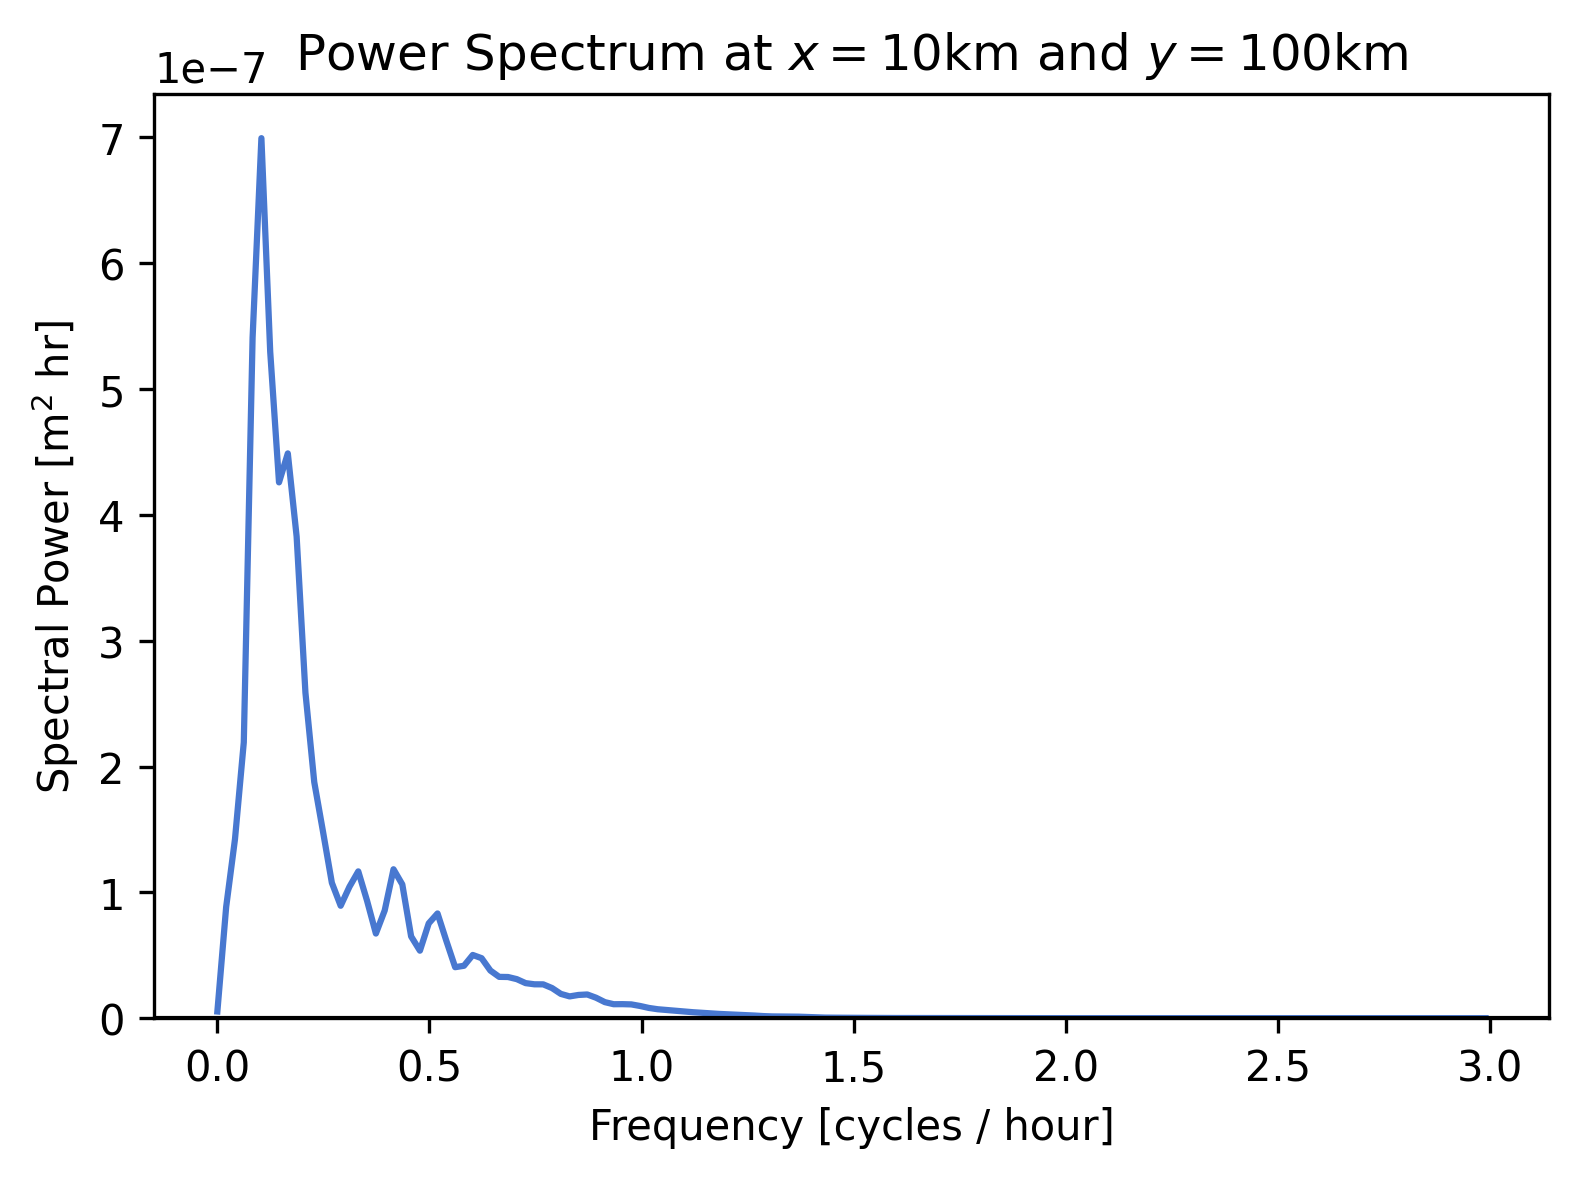 Power Spectrum at x = 10km and y = 100km
1e−7
7
6
5
4
3
2
1
0
Spectral Power [m² hr]
0.0 0.5 1.0 1.5 2.0 2.5 3.0
Frequency [cycles / hour]